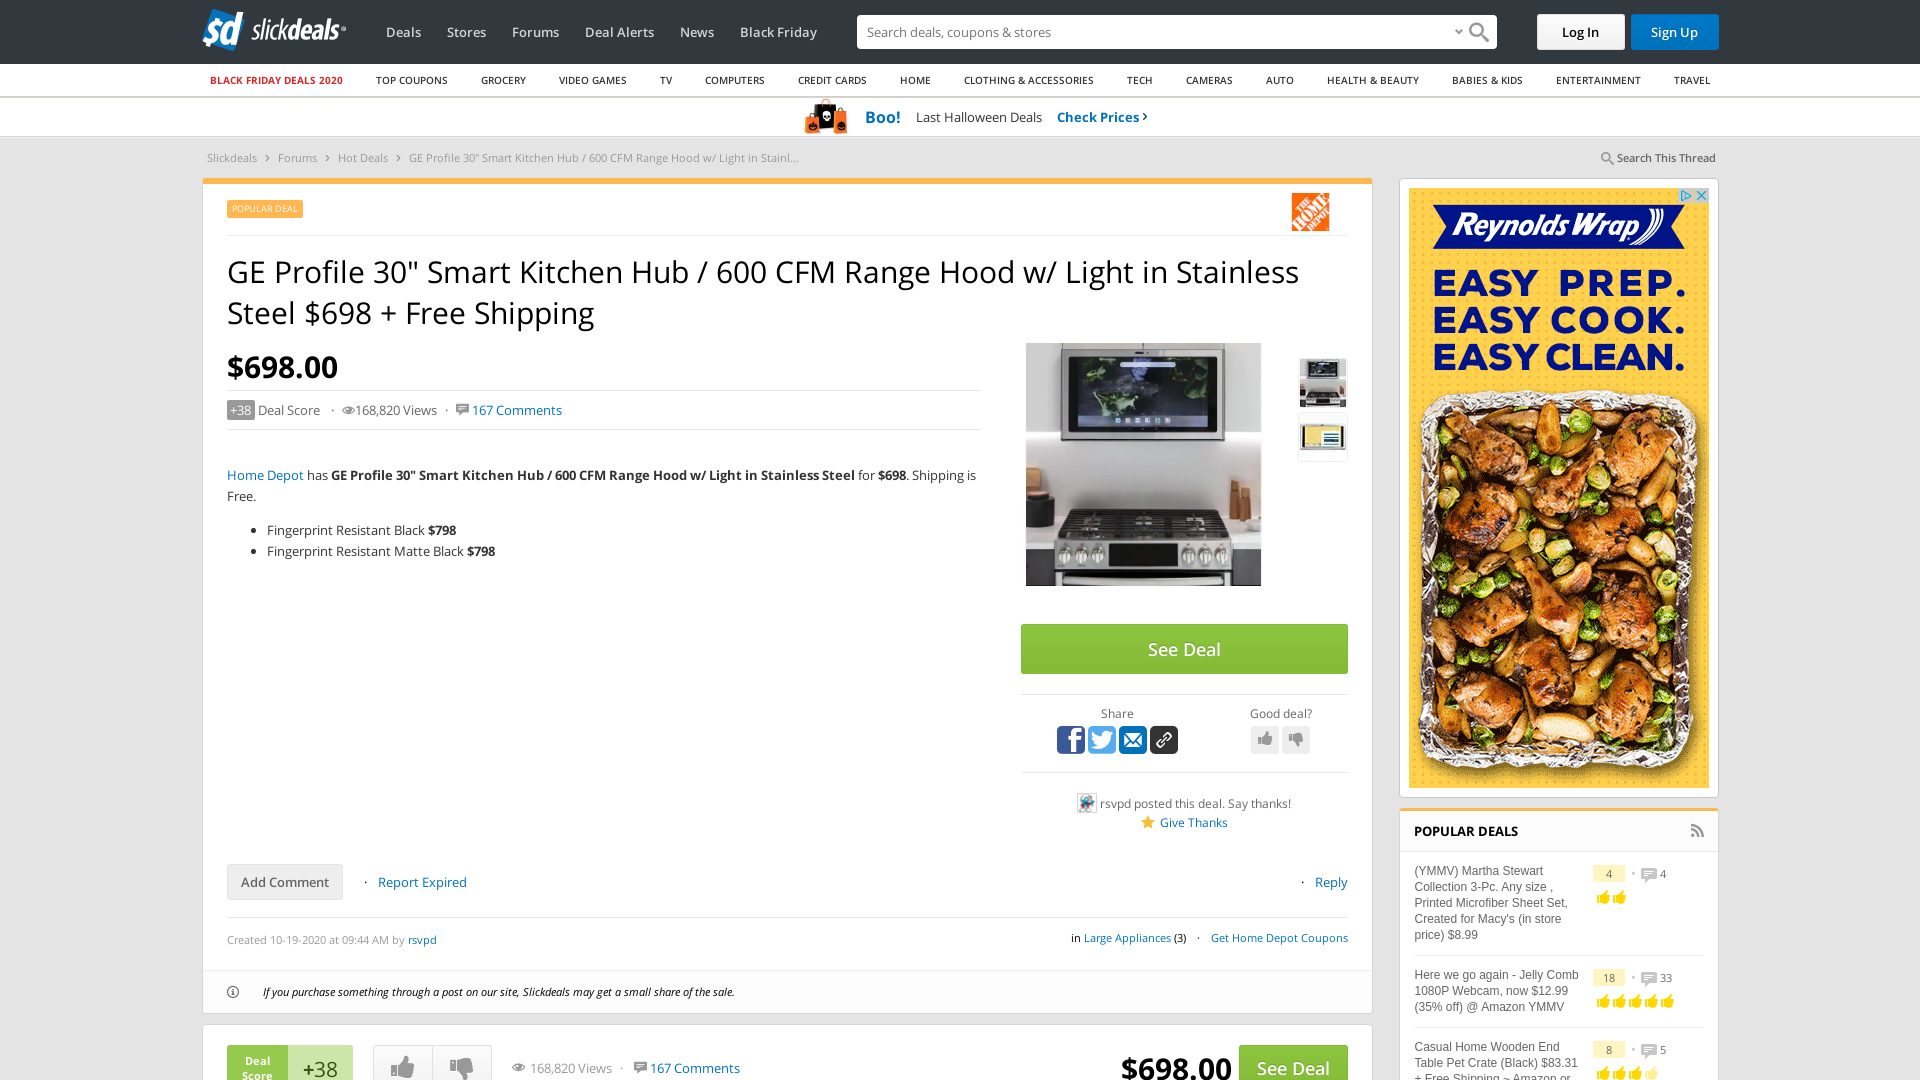 slickdeals
Deals
Stores
Forums
Deal Alerts
News
Black Friday
Search deals, coupons & stores
Log In
Sign Up
BLACK FRIDAY DEALS 2020
TOP COUPONS
GROCERY
VIDEO GAMES
TV
COMPUTERS
CREDIT CARDS
HOME
CLOTHING & ACCESSORIES
TECH
CAMERAS
AUTO
HEALTH & BEAUTY
BABIES & KIDS
ENTERTAINMENT
TRAVEL
Boo! Last Halloween Deals Check Prices
Slickdeals › Forums › Hot Deals › GE Profile 30" Smart Kitchen Hub / 600 CFM Range Hood w/ Light in Stainl...
Search This Thread
POPULAR DEAL
THE HOME DEPOT
GE Profile 30" Smart Kitchen Hub / 600 CFM Range Hood w/ Light in Stainless
Steel $698 + Free Shipping
$698.00
+38 Deal Score · 168,820 Views · 167 Comments
Home Depot has GE Profile 30" Smart Kitchen Hub / 600 CFM Range Hood w/ Light in Stainless Steel for $698. Shipping is
Free.
• Fingerprint Resistant Black $798
• Fingerprint Resistant Matte Black $798
See Deal
Share
Good deal?
rsvpd posted this deal. Say thanks!
Give Thanks
Add Comment · Report Expired
· Reply
Created 10-19-2020 at 09:44 AM by rsvpd
in Large Appliances (3) · Get Home Depot Coupons
If you purchase something through a post on our site, Slickdeals may get a small share of the sale.
Deal
Score
+38
168,820 Views · 167 Comments
$698.00
See Deal
Reynolds Wrap
EASY PREP.
EASY COOK.
EASY CLEAN.
POPULAR DEALS
(YMMV) Martha Stewart
Collection 3-Pc. Any size ,
Printed Microfiber Sheet Set,
Created for Macy's (in store
price) $8.99
4 • 4
Here we go again - Jelly Comb
1080P Webcam, now $12.99
(35% off) @ Amazon YMMV
18 • 33
Casual Home Wooden End
Table Pet Crate (Black) $83.31
+ Free Shipping ~ Amazon or
8 • 5